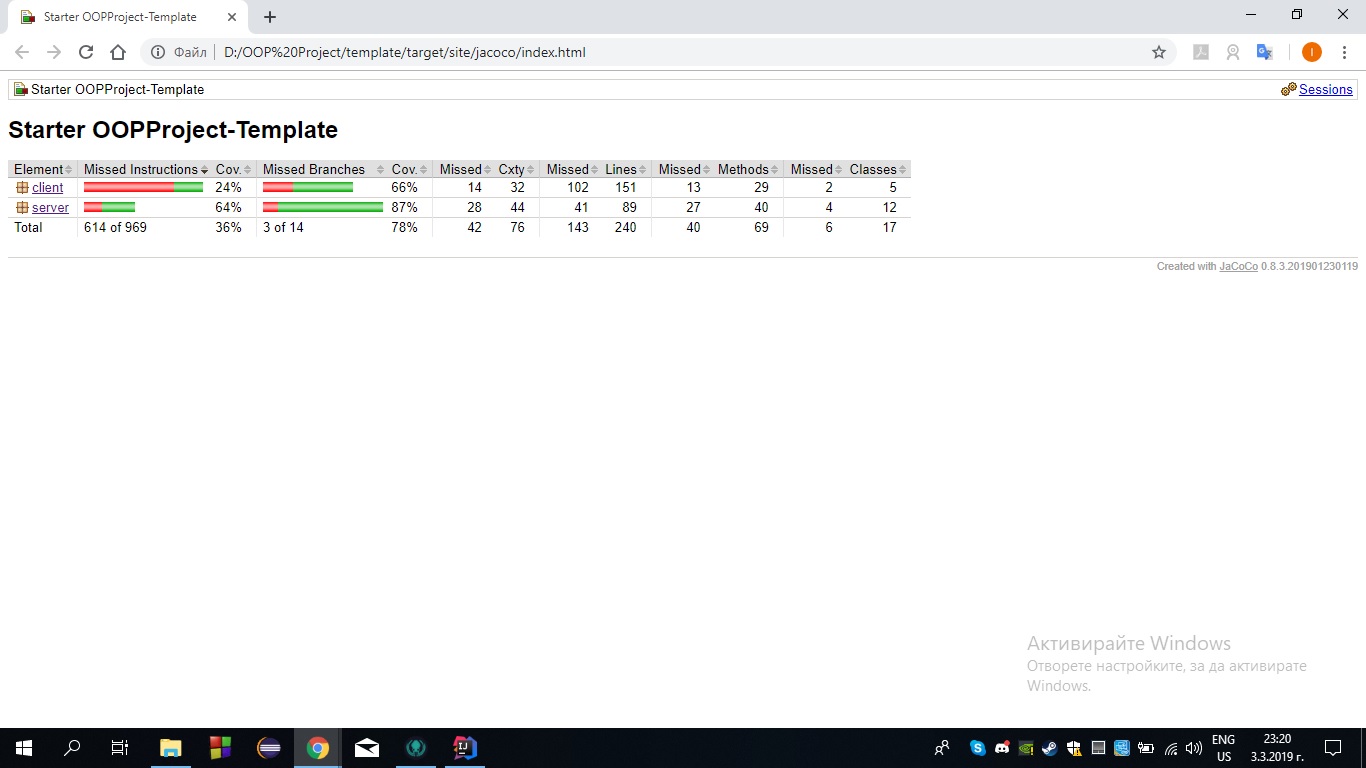 Starter OOPProject-Template
Файл D:/OOP%20Project/template/target/site/jacoco/index.html
I
Starter OOPProject-Template Sessions
Starter OOPProject-Template
Element Missed Instructions Cov. Missed Branches Cov. Missed Cxty Missed Lines Missed Methods Missed Classes
client 24% 66% 14 32 102 151 13 29 2 5
server 64% 87% 28 44 41 89 27 40 4 12
Total 614 of 969 36% 3 of 14 78% 42 76 143 240 40 69 6 17
Created with JaCoCo 0.8.3.201901230119
Активирайте Windows
Отворете настройките, за да активирате
Windows.
IJ
ENG
US
23:20
3.3.2019 г.